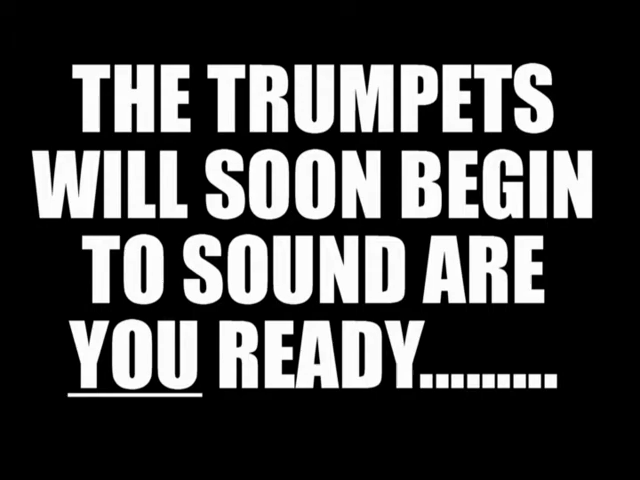 THE TRUMPETS
WILL SOON BEGIN
TO SOUND ARE
YOU READY.........